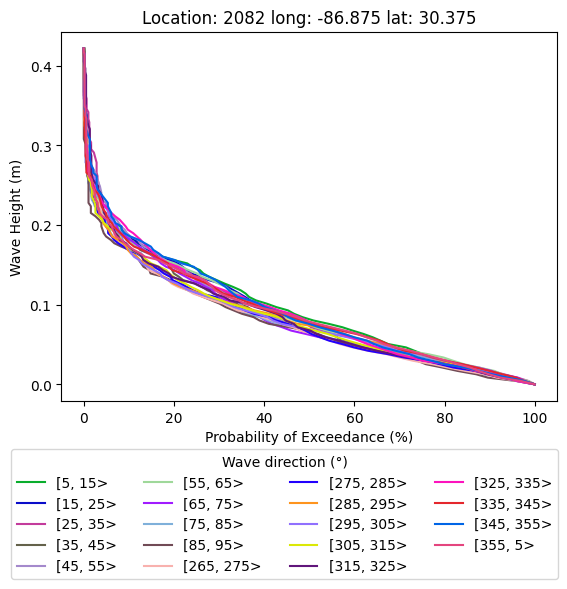 Location: 2082 long: -86.875 lat: 30.375
Wave Height (m)
0.4
0.3
0.2
0.1
0.0
0 20 40 60 80 100
Probability of Exceedance (%)
Wave direction (°)
[5, 15> [55, 65> [275, 285> [325, 335>
[15, 25> [65, 75> [285, 295> [335, 345>
[25, 35> [75, 85> [295, 305> [345, 355>
[35, 45> [85, 95> [305, 315> [355, 5>
[45, 55> [265, 275> [315, 325>